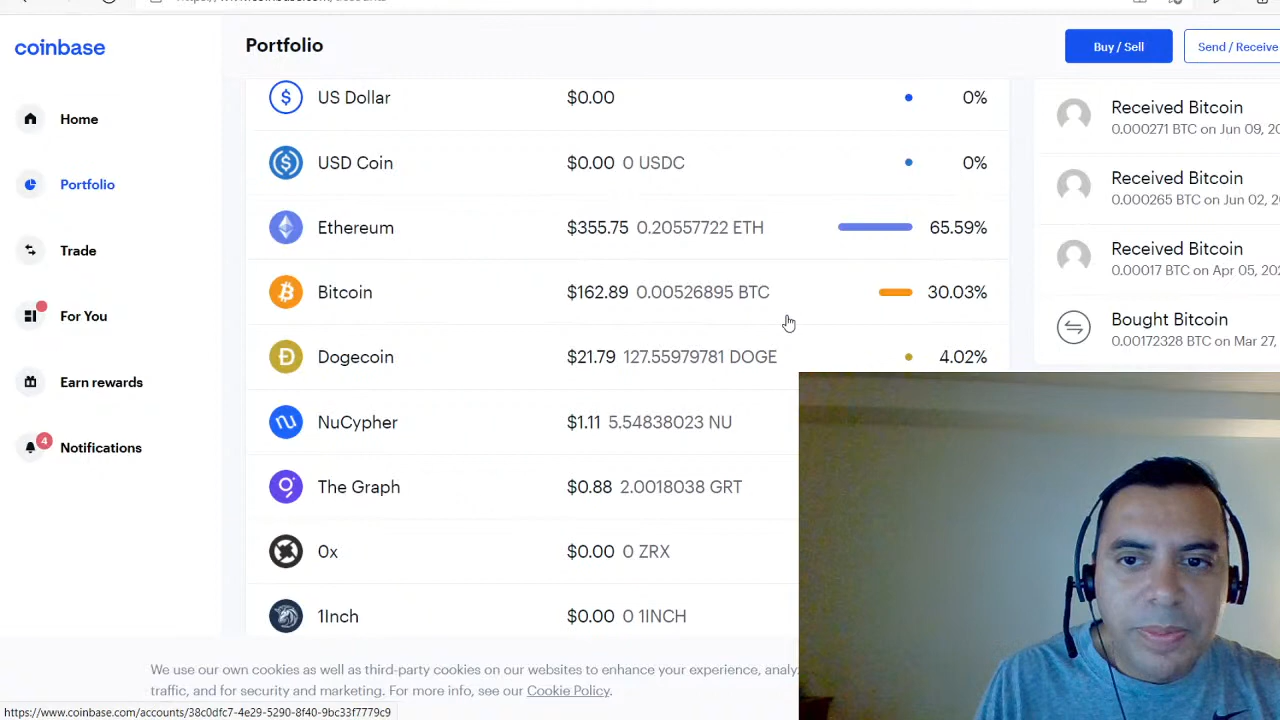 coinbase
Portfolio
Buy / Sell
Send / Receive
Home
Portfolio
Trade
For You
Earn rewards
4
Notifications
US Dollar $0.00 0%
USD Coin $0.00 0 USDC 0%
Ethereum $355.75 0.20557722 ETH 65.59%
Bitcoin $162.89 0.00526895 BTC 30.03%
Dogecoin $21.79 127.55979781 DOGE 4.02%
NuCypher $1.11 5.54838023 NU
The Graph $0.88 2.0018038 GRT
0x $0.00 0 ZRX
1Inch $0.00 0 1INCH
Received Bitcoin
0.000271 BTC on Jun 09, 20
Received Bitcoin
0.000265 BTC on Jun 02, 2
Received Bitcoin
0.00017 BTC on Apr 05, 202
Bought Bitcoin
0.00172328 BTC on Mar 27,
We use our own cookies as well as third-party cookies on our websites to enhance your experience, analy
traffic, and for security and marketing. For more info, see our Cookie Policy.
https://www.coinbase.com/accounts/38c0dfc7-4e29-5290-8f40-9bc33f7779c9